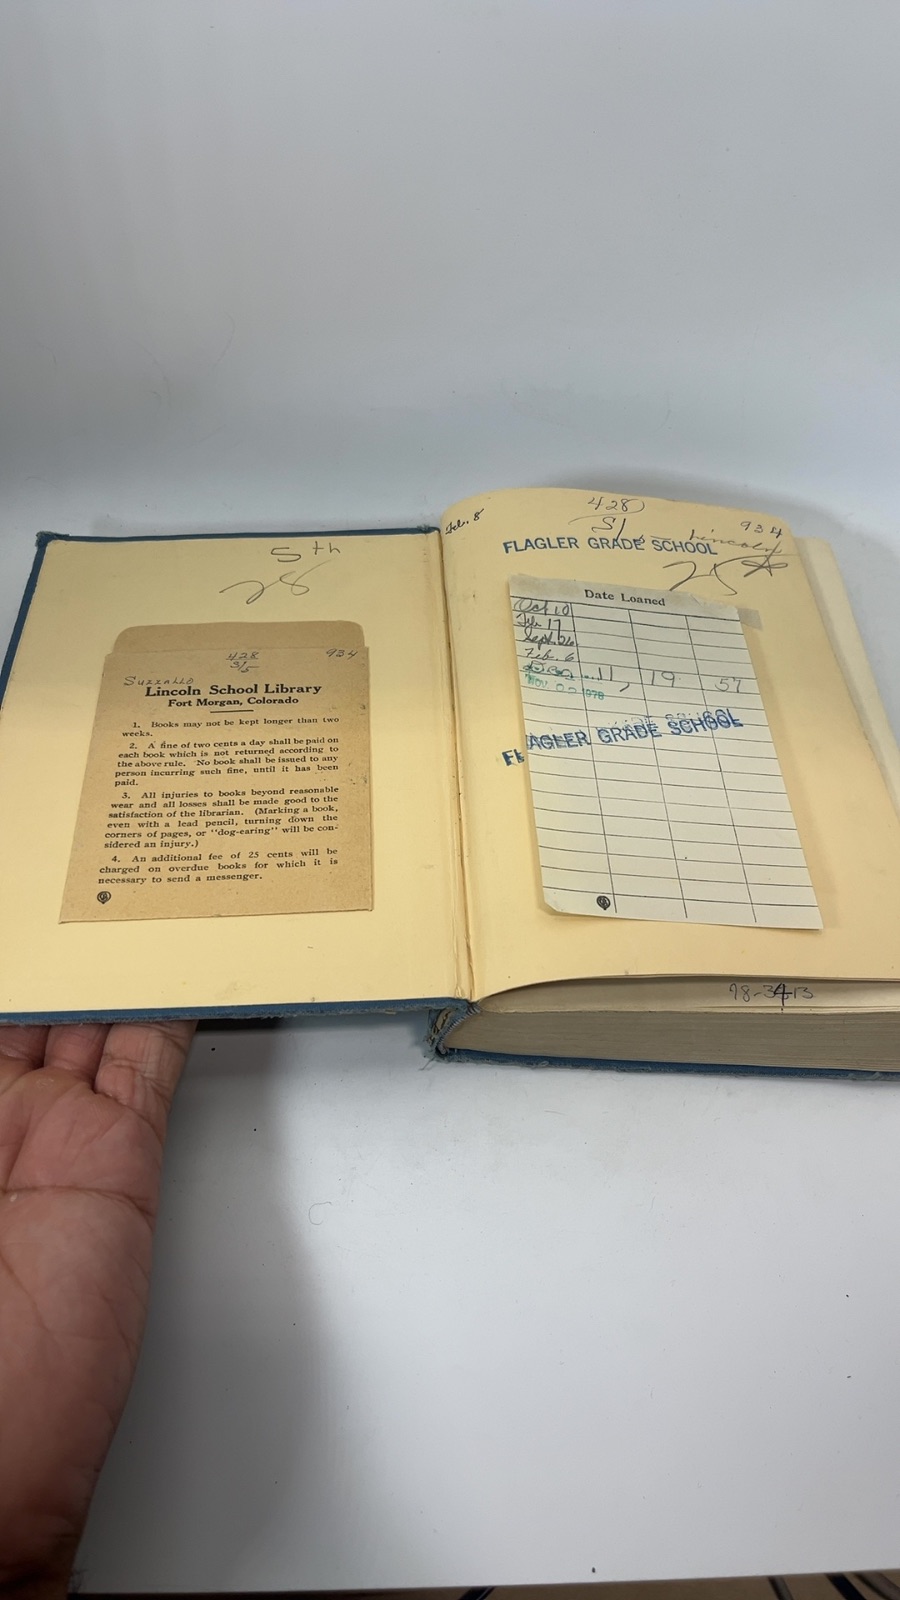 5th
28
428
3/5
934
Suzzallo
Lincoln School Library
Fort Morgan, Colorado
1. Books may not be kept longer than two
weeks.
2. A fine of two cents a day shall be paid on
each book which is not returned according to
the above rule. No book shall be issued to any
person incurring such fine, until it has been
paid.
3. All injuries to books beyond reasonable
wear and all losses shall be made good to the
satisfaction of the librarian. (Marking a book,
even with a lead pencil, turning down the
corners of pages, or "dog-earing" will be con-
sidered an injury.)
4. An additional fee of 25 cents will be
charged on overdue books for which it is
necessary to send a messenger.
Feb. 8
428
934
Lincoln
FLAGLER GRADE SCHOOL
Date Loaned
Oct 10
Feb 17
Sept. 26
Feb. 6
Dec. 11, 19 57
NOV 22 1978
FLAGLER GRADE SCHOOL